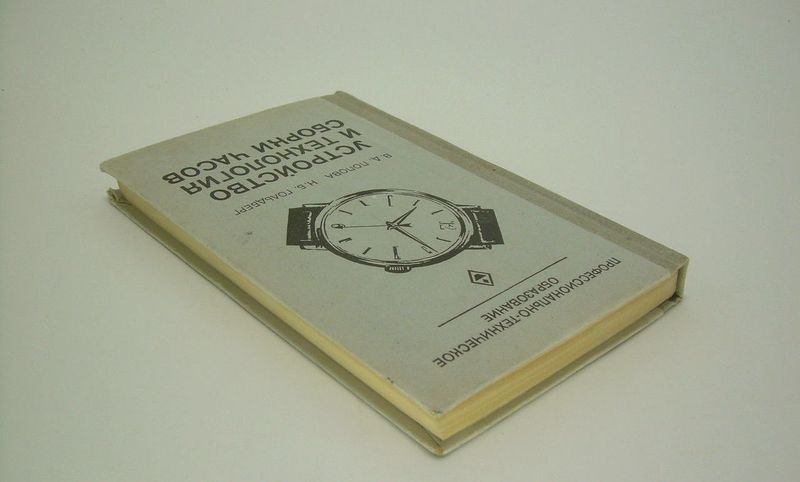 ПРОФЕССИОНАЛЬНО-ТЕХНИЧЕСКОЕ
ОБРАЗОВАНИЕ
В. Д. ПОПОВА Н. Б. ГОЛЬДБЕРГ
УСТРОЙСТВО
И ТЕХНОЛОГИЯ
СБОРКИ ЧАСОВ